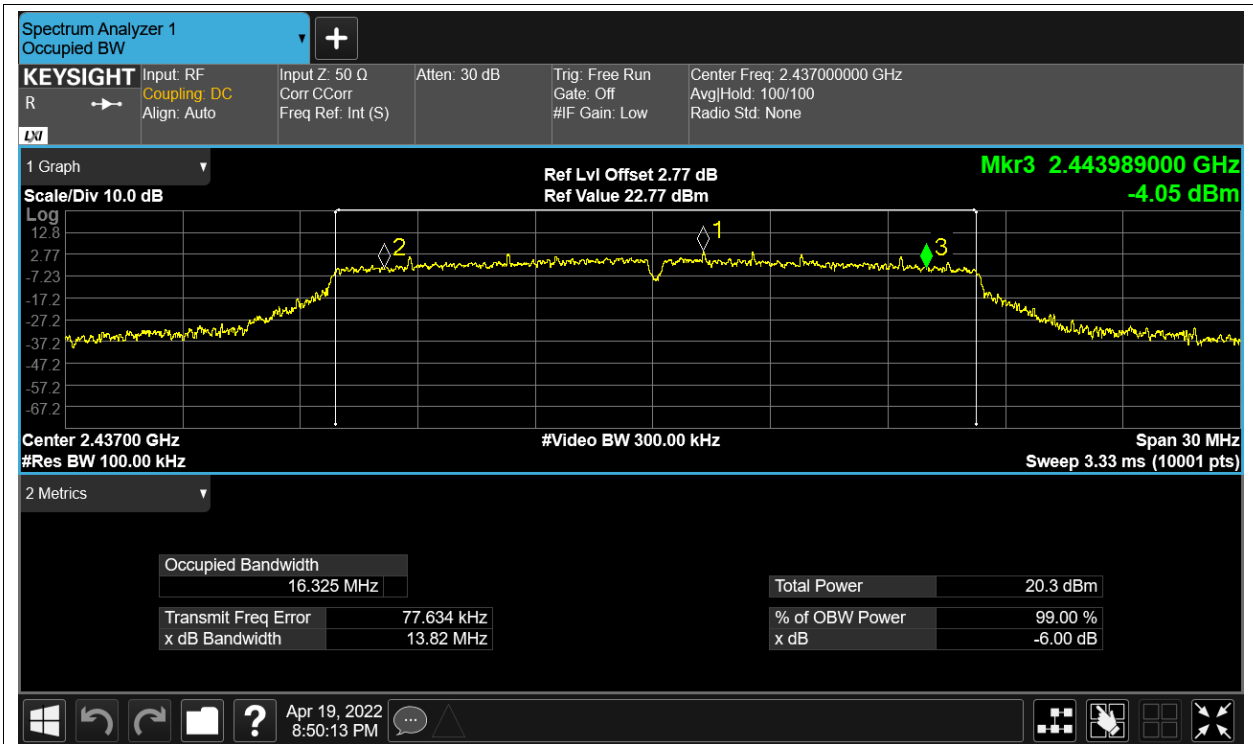 Spectrum Analyzer 1
Occupied BW
KEYSIGHT
R
LXI
Input: RF
Coupling: DC
Align: Auto
Input Z: 50 Ω
Corr CCorr
Freq Ref: Int (S)
Atten: 30 dB
Trig: Free Run
Gate: Off
#IF Gain: Low
Center Freq: 2.437000000 GHz
Avg|Hold: 100/100
Radio Std: None
1 Graph
Scale/Div 10.0 dB
Ref Lvl Offset 2.77 dB
Ref Value 22.77 dBm
Mkr3 2.443989000 GHz
-4.05 dBm
Log
12.8
2.77
-7.23
-17.2
-27.2
-37.2
-47.2
-57.2
-67.2
2
1
3
Center 2.43700 GHz
#Res BW 100.00 kHz
#Video BW 300.00 kHz
Span 30 MHz
Sweep 3.33 ms (10001 pts)
2 Metrics
Occupied Bandwidth
16.325 MHz
Transmit Freq Error 77.634 kHz
x dB Bandwidth 13.82 MHz
Total Power 20.3 dBm
% of OBW Power 99.00 %
x dB -6.00 dB
?
Apr 19, 2022
8:50:13 PM